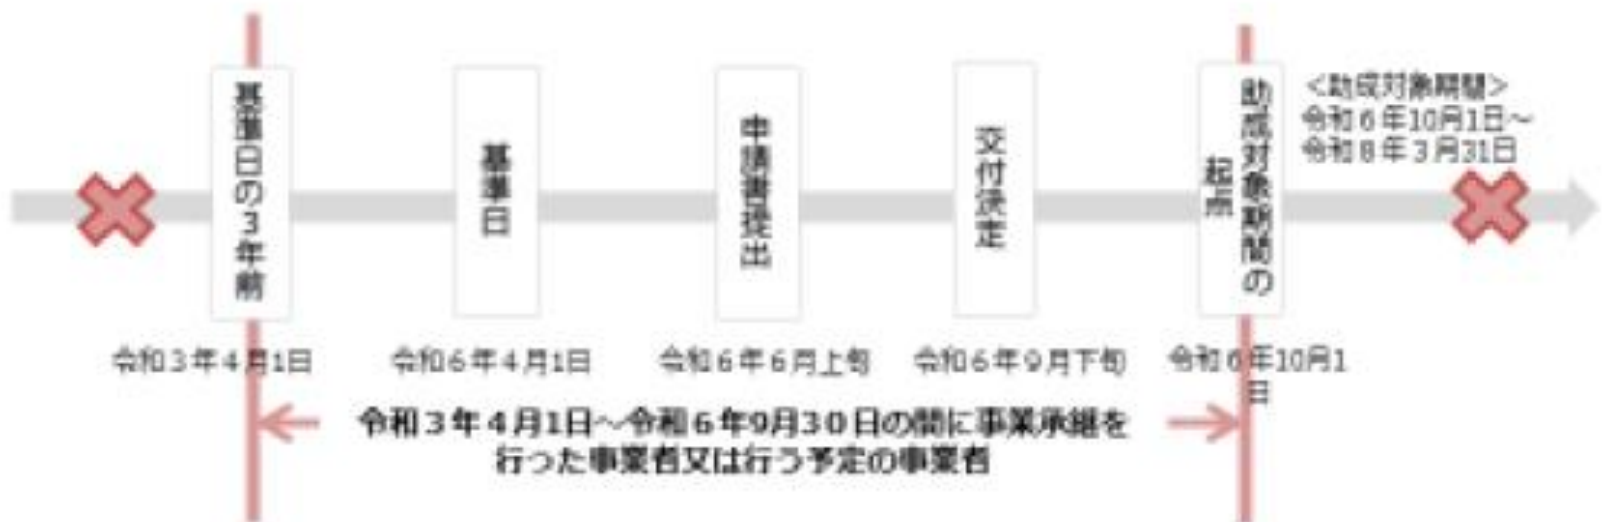 基準日の3年前
基準日
申請書提出
交付決定
助成対象期間の
起点
<助成対象期間>
令和6年10月1日~
令和8年3月31日
令和3年4月1日
令和6年4月1日
令和6年6月上旬
令和6年9月下旬
令和6年10月1
日
令和3年4月1日~令和6年9月30日の間に事業承継を
行った事業者又は行う予定の事業者